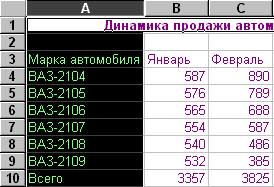 A B C
1 Динамика продажи автом
2
3 Марка автомобиля Январь Февраль
4 ВАЗ-2104 587 890
5 ВАЗ-2105 576 789
6 ВАЗ-2106 565 688
7 ВАЗ-2107 554 587
8 ВАЗ-2108 540 486
9 ВАЗ-2109 532 385
10 Всего 3357 3825